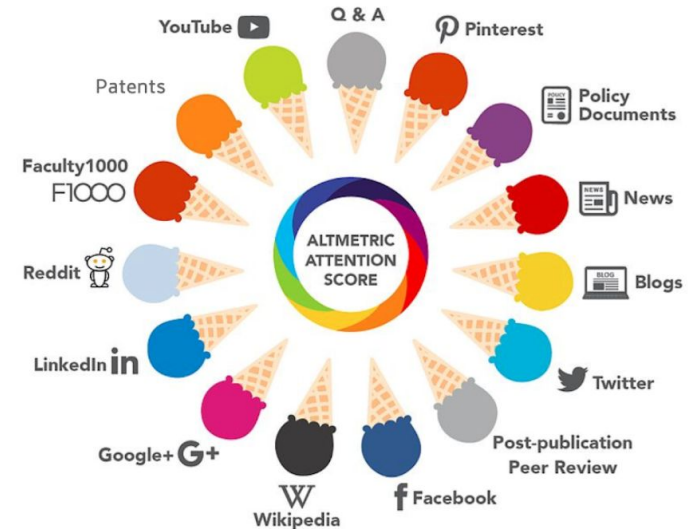 Q & A
YouTube
Pinterest
Patents
POLICY
Policy
Documents
Faculty1000
F1000
NEWS
News
ALTMETRIC
ATTENTION
SCORE
Reddit
BLOG
Blogs
LinkedIn in
Twitter
Google+ G+
Post-publication
Peer Review
W
Wikipedia
f Facebook